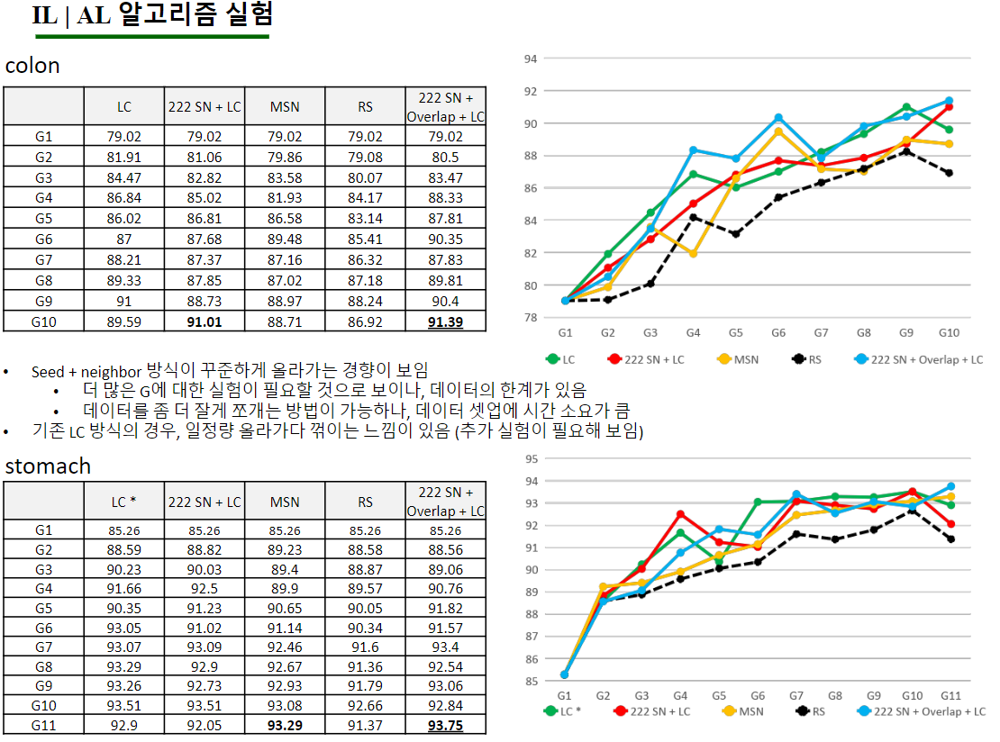 IL | AL 알고리즘 실험
colon
LC 222 SN + LC MSN RS 222 SN + Overlap + LC
G1 79.02 79.02 79.02 79.02 79.02
G2 81.91 81.06 79.86 79.08 80.5
G3 84.47 82.82 83.58 80.07 83.47
G4 86.84 85.02 81.93 84.17 88.33
G5 86.02 86.81 86.58 83.14 87.81
G6 87 87.68 89.48 85.41 90.35
G7 88.21 87.37 87.16 86.32 87.83
G8 89.33 87.85 87.02 87.18 89.81
G9 91 88.73 88.97 88.24 90.4
G10 89.59 91.01 88.71 86.92 91.39
94
92
90
88
86
84
82
80
78
G1 G2 G3 G4 G5 G6 G7 G8 G9 G10
LC 222 SN + LC MSN RS 222 SN + Overlap + LC
• Seed + neighbor 방식이 꾸준하게 올라가는 경향이 보임
• 더 많은 G에 대한 실험이 필요할 것으로 보이나, 데이터의 한계가 있음
• 데이터를 좀 더 잘게 쪼개는 방법이 가능하나, 데이터 셋업에 시간 소요가 큼
• 기존 LC 방식의 경우, 일정량 올라가다 꺾이는 느낌이 있음 (추가 실험이 필요해 보임)
stomach
LC * 222 SN + LC MSN RS 222 SN + Overlap + LC
G1 85.26 85.26 85.26 85.26 85.26
G2 88.59 88.82 89.23 88.58 88.56
G3 90.23 90.03 89.4 88.87 89.06
G4 91.66 92.5 89.9 89.57 90.76
G5 90.35 91.23 90.65 90.05 91.82
G6 93.05 91.02 91.14 90.34 91.57
G7 93.07 93.09 92.46 91.6 93.4
G8 93.29 92.9 92.67 91.36 92.54
G9 93.26 92.73 92.93 91.79 93.06
G10 93.51 93.51 93.08 92.66 92.84
G11 92.9 92.05 93.29 91.37 93.75
95
94
93
92
91
90
89
88
87
86
85
G1 G2 G3 G4 G5 G6 G7 G8 G9 G10 G11
LC * 222 SN + LC MSN RS 222 SN + Overlap + LC